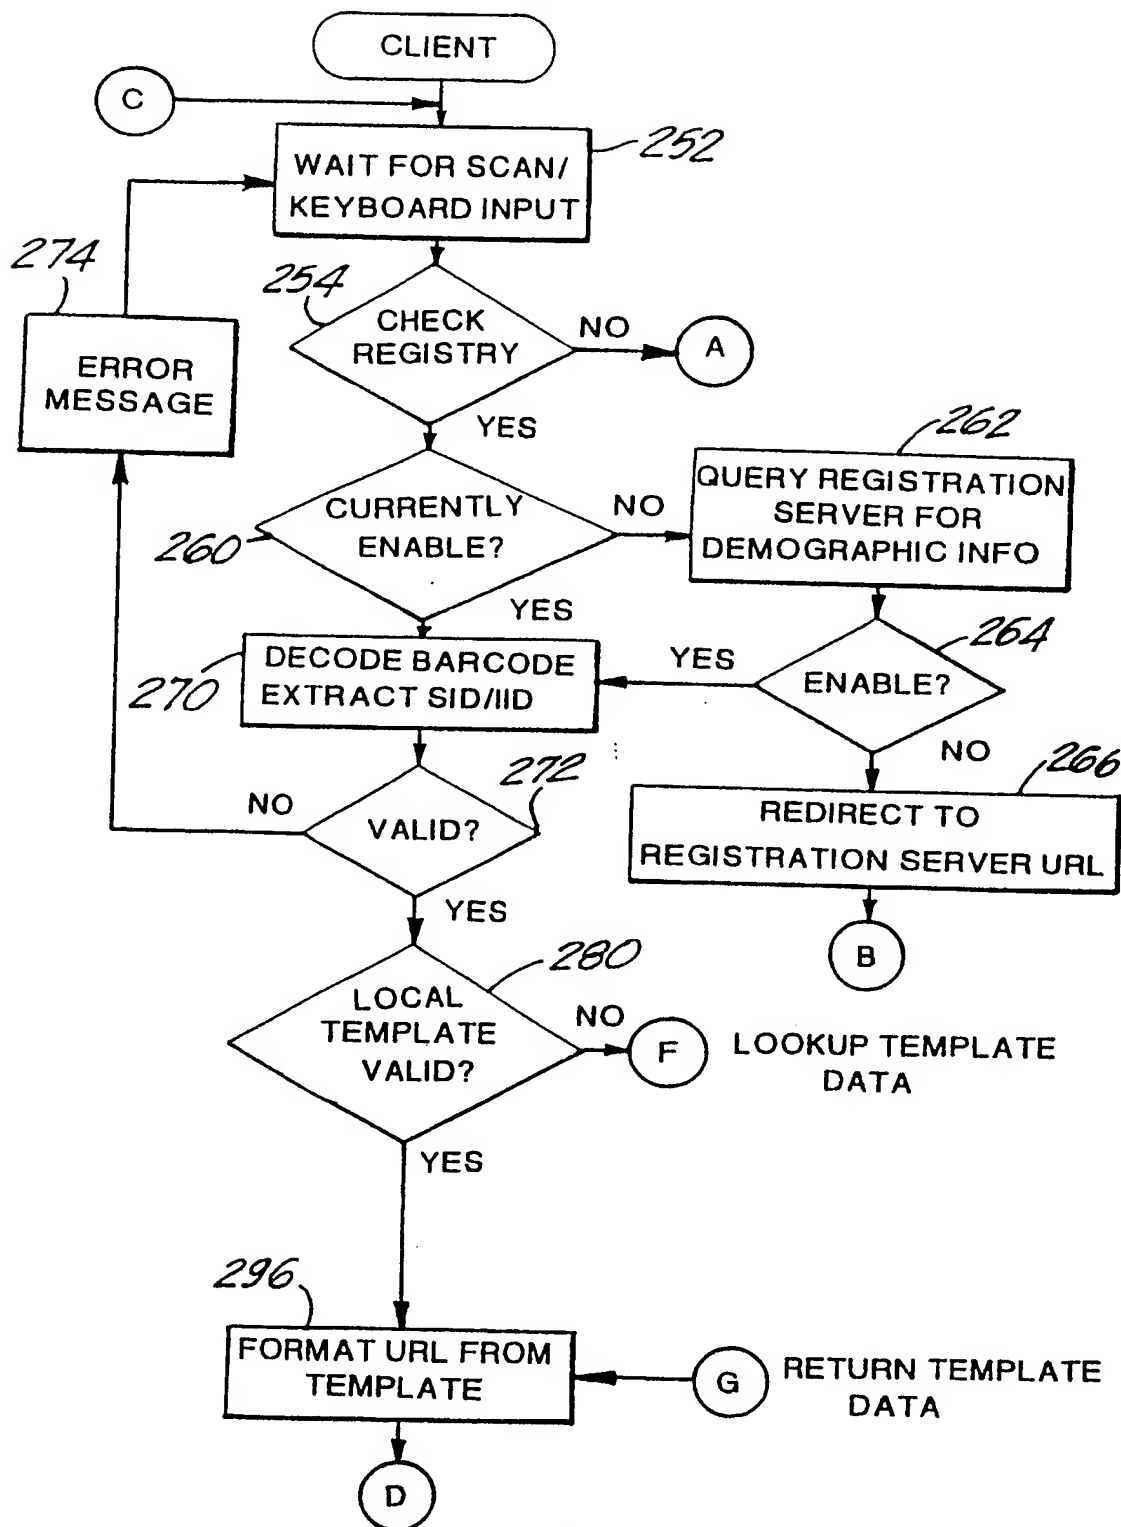 CLIENT
C
252
WAIT FOR SCAN/
KEYBOARD INPUT
274
254
CHECK
REGISTRY
NO
A
ERROR
MESSAGE
YES
262
QUERY REGISTRATION
SERVER FOR
DEMOGRAPHIC INFO
CURRENTLY
ENABLE?
NO
260
YES
264
DECODE BARCODE
EXTRACT SID/IID
YES
ENABLE?
270
NO
272
266
NO
VALID?
REDIRECT TO
REGISTRATION SERVER URL
YES
B
280
LOCAL
TEMPLATE
VALID?
NO
F
LOOKUP TEMPLATE
DATA
YES
296
FORMAT URL FROM
TEMPLATE
G
RETURN TEMPLATE
DATA
D